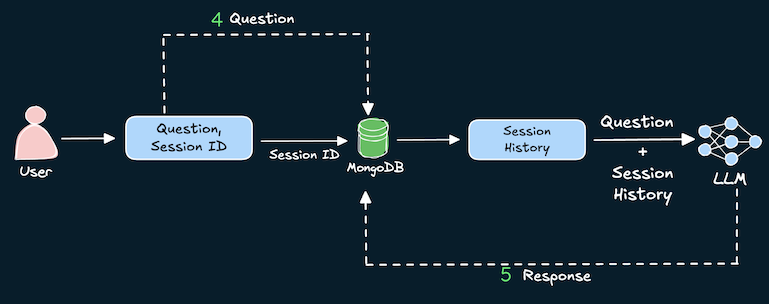 4 Question
Question,
Session ID
Session ID
User
MongoDB
Session
History
Question
+
Session
History
LLM
5 Response